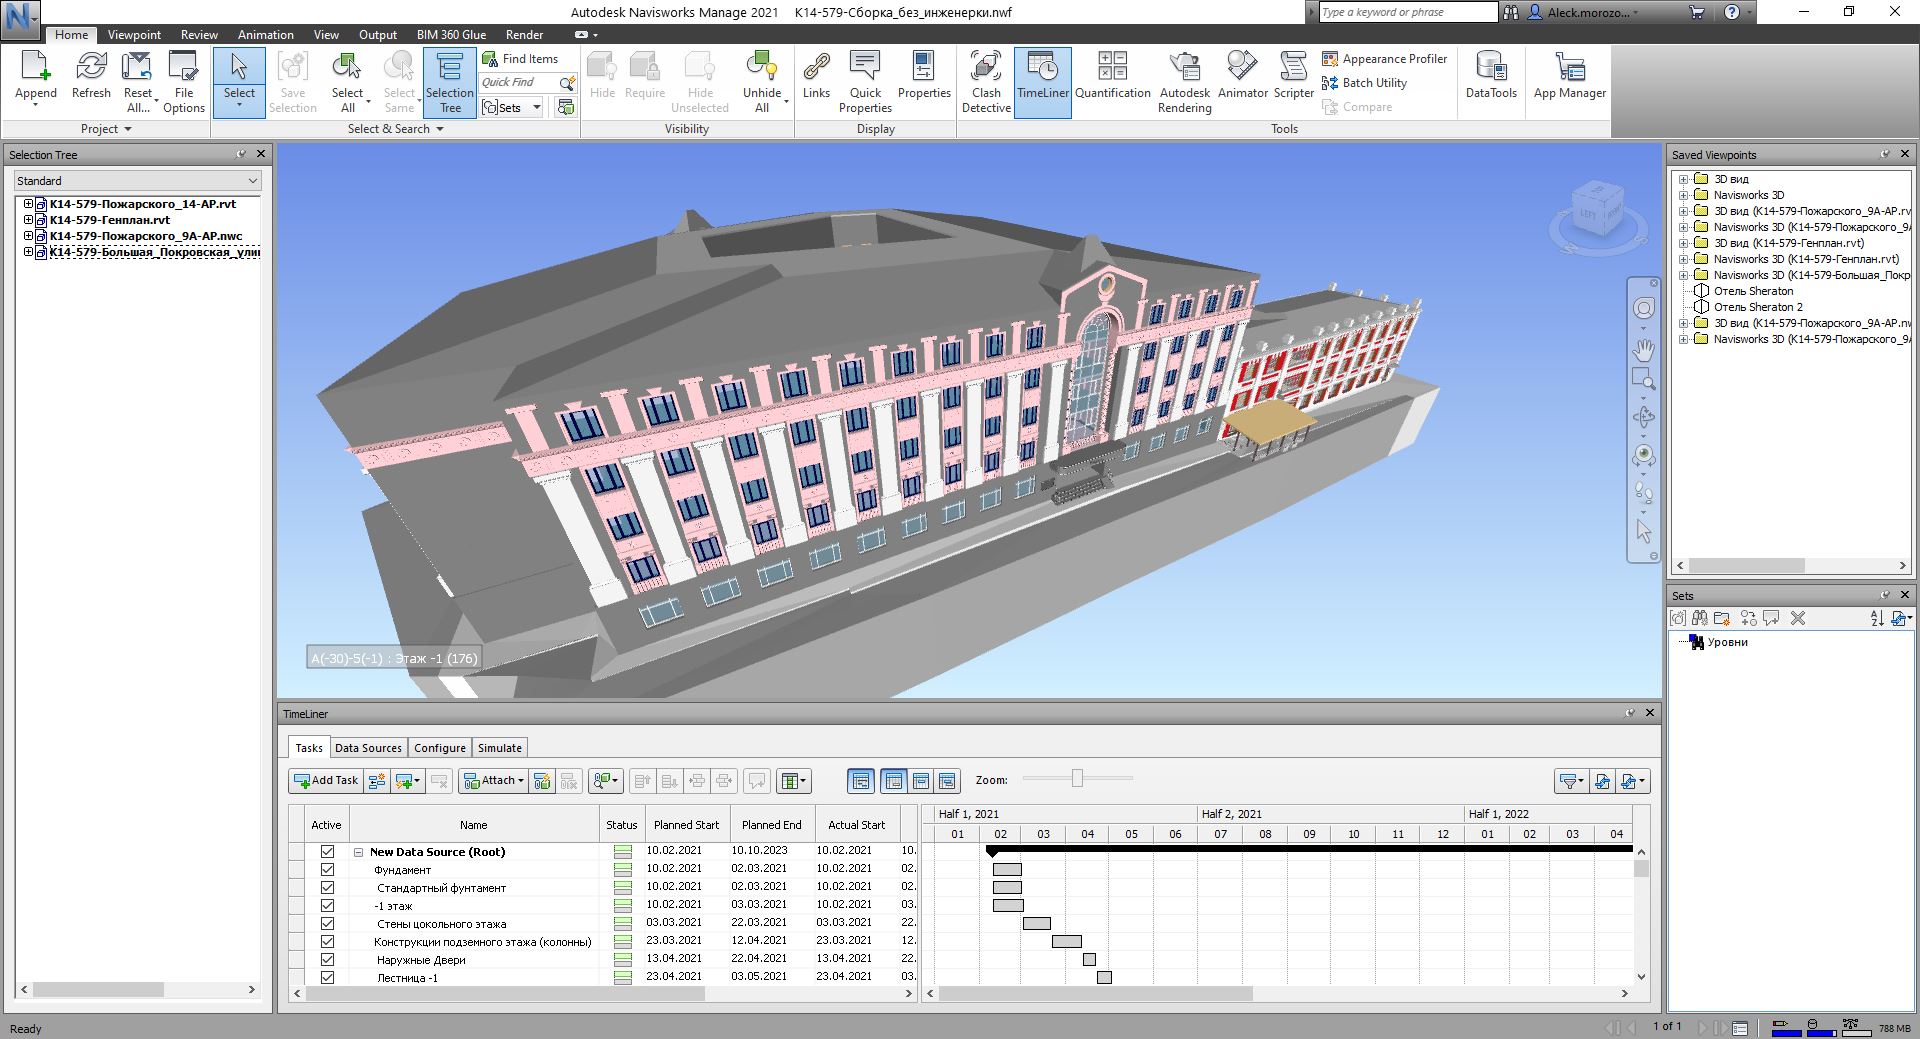 Autodesk Navisworks Manage 2021 K14-579-Сборка_без_инженерки.nwf
Type a keyword or phrase
Aleck.morozo...
Home Viewpoint Review Animation View Output BIM 360 Glue Render
Append
Refresh
Reset All...
File Options
Project
Select
Save Selection
Select All
Select Same
Selection Tree
Find Items
Quick Find
Sets
Select & Search
Hide
Require
Hide Unselected
Unhide All
Visibility
Links
Quick Properties
Properties
Display
Clash Detective
TimeLiner
Quantification
Autodesk Rendering
Animator
Scripter
Appearance Profiler
Batch Utility
Compare
Tools
DataTools
App Manager
Selection Tree
Standard
K14-579-Пожарского_14-АР.rvt
K14-579-Генплан.rvt
K14-579-Пожарского_9А-АР.nwc
K14-579-Большая_Покровская_ули
LEFT
A(-30)-5(-1) : Этаж -1 (176)
Saved Viewpoints
3D вид
Navisworks 3D
3D вид (K14-579-Пожарского_9А-АР.rv
Navisworks 3D (K14-579-Пожарского_9А
3D вид (K14-579-Генплан.rvt)
Navisworks 3D (K14-579-Генплан.rvt)
Navisworks 3D (K14-579-Большая_Покр
Отель Sheraton
Отель Sheraton 2
3D вид (K14-579-Пожарского_9А-АР.nw
Navisworks 3D (K14-579-Пожарского_9А
Sets
Уровни
TimeLiner
Tasks Data Sources Configure Simulate
Add Task Attach Zoom:
Active Name Status Planned Start Planned End Actual Start
Half 1, 2021 Half 2, 2021 Half 1, 2022
01 02 03 04 05 06 07 08 09 10 11 12 01 02 03 04
New Data Source (Root) 10.02.2021 10.10.2023 10.02.2021 10.
Фундамент 10.02.2021 02.03.2021 10.02.2021 02.
Стандартный фунтамент 10.02.2021 02.03.2021 10.02.2021 02.
-1 этаж 10.02.2021 03.03.2021 10.02.2021 03.
Стены цокольного этажа 03.03.2021 22.03.2021 03.03.2021 22.
Конструкции подземного этажа (колонны) 23.03.2021 12.04.2021 23.03.2021 12.
Наружные Двери 13.04.2021 22.04.2021 13.04.2021 22.
Лестница -1 23.04.2021 03.05.2021 23.04.2021 03.
Ready
1 of 1
788 MB